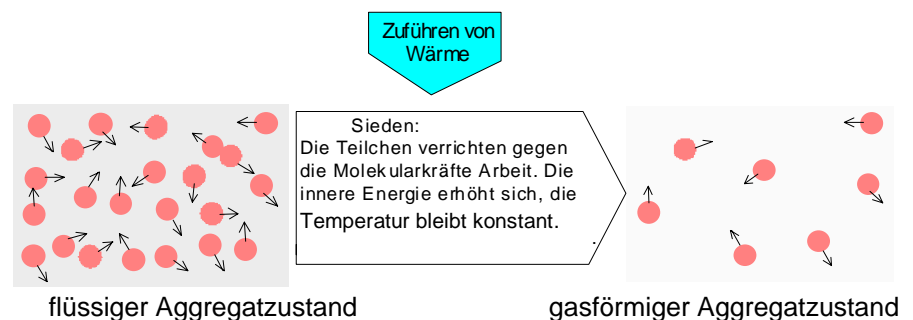 Zuführen von
Wärme
Sieden:
Die Teilchen verrichten gegen
die Molekularkräfte Arbeit. Die
innere Energie erhöht sich, die
Temperatur bleibt konstant.
.
flüssiger Aggregatzustand
gasförmiger Aggregatzustand